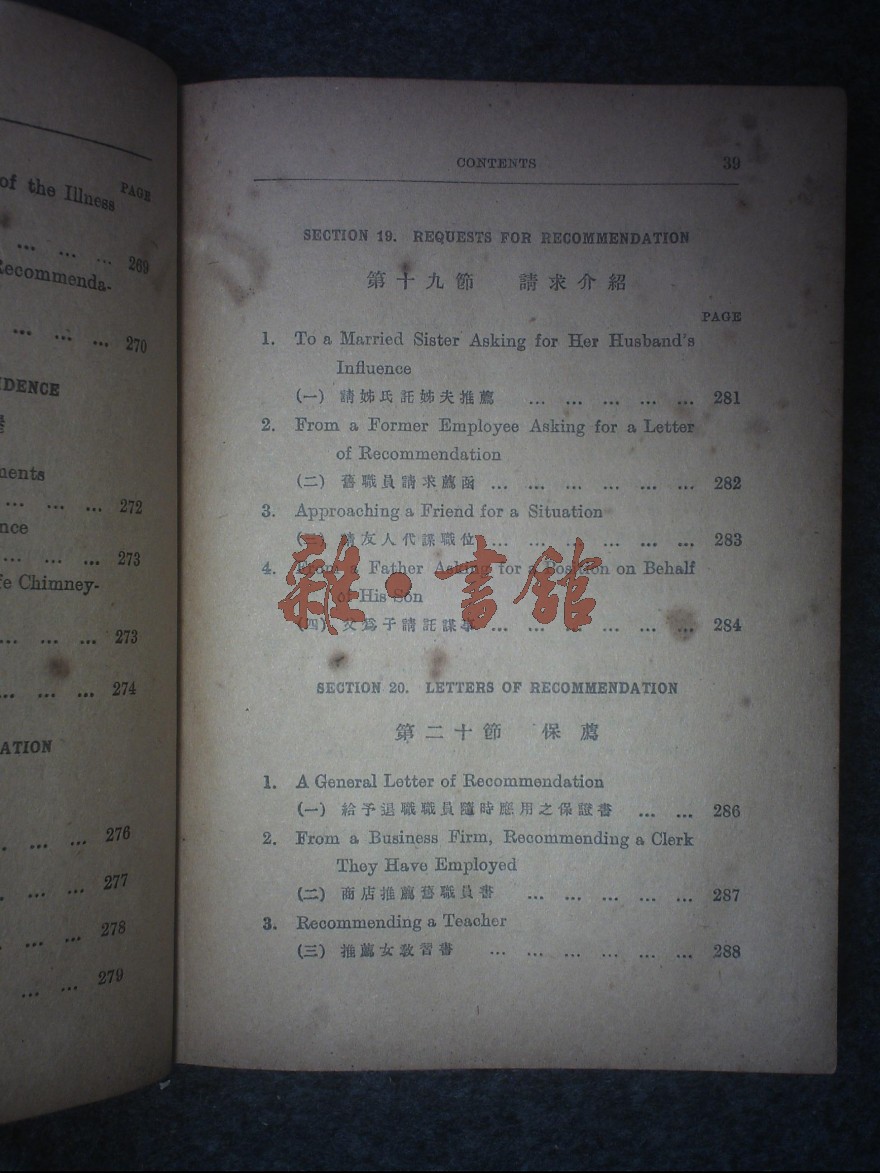 of the Illness
PAGE
... ... ... 269
Recommenda-
... ... ... 270
IDENCE
ments
... ... ... 272
nce
... ... ... 273
fe Chimney-
... ... ... 273
... ... ... 274
ATION
... ... 276
... ... 277
... ... 278
... ... 279
CONTENTS 39
SECTION 19. REQUESTS FOR RECOMMENDATION
第十九節 請求介紹
PAGE
1. To a Married Sister Asking for Her Husband's
Influence
(一) 請姊氏託姊夫推薦 ... ... ... ... ... 281
2. From a Former Employee Asking for a Letter
of Recommendation
(二) 舊職員請求薦函 ... ... ... ... ... ... 282
3. Approaching a Friend for a Situation
(三) 請友人代謀職位 ... ... ... ... ... ... 283
4. From a Father Asking for a Position on Behalf
of His Son
(四) 父爲子請託謀事 ... ... ... ... ... ... 284
雜·書館
SECTION 20. LETTERS OF RECOMMENDATION
第二十節 保薦
1. A General Letter of Recommendation
(一) 給予退職職員隨時應用之保證書 ... ... 286
2. From a Business Firm, Recommending a Clerk
They Have Employed
(二) 商店推薦舊職員書 ... ... ... ... ... 287
3. Recommending a Teacher
(三) 推薦女教習書 ... ... ... ... ... ... 288